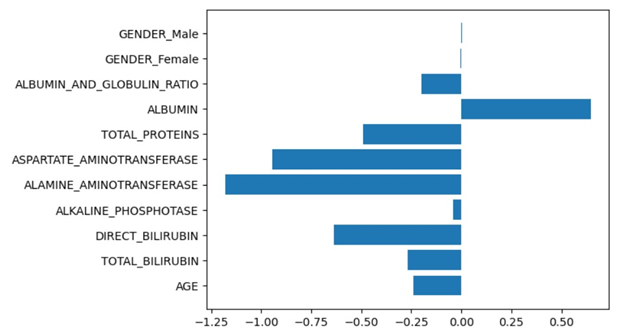 GENDER_Male
GENDER_Female
ALBUMIN_AND_GLOBULIN_RATIO
ALBUMIN
TOTAL_PROTEINS
ASPARTATE_AMINOTRANSFERASE
ALAMINE_AMINOTRANSFERASE
ALKALINE_PHOSPHOTASE
DIRECT_BILIRUBIN
TOTAL_BILIRUBIN
AGE
−1.25 −1.00 −0.75 −0.50 −0.25 0.00 0.25 0.50